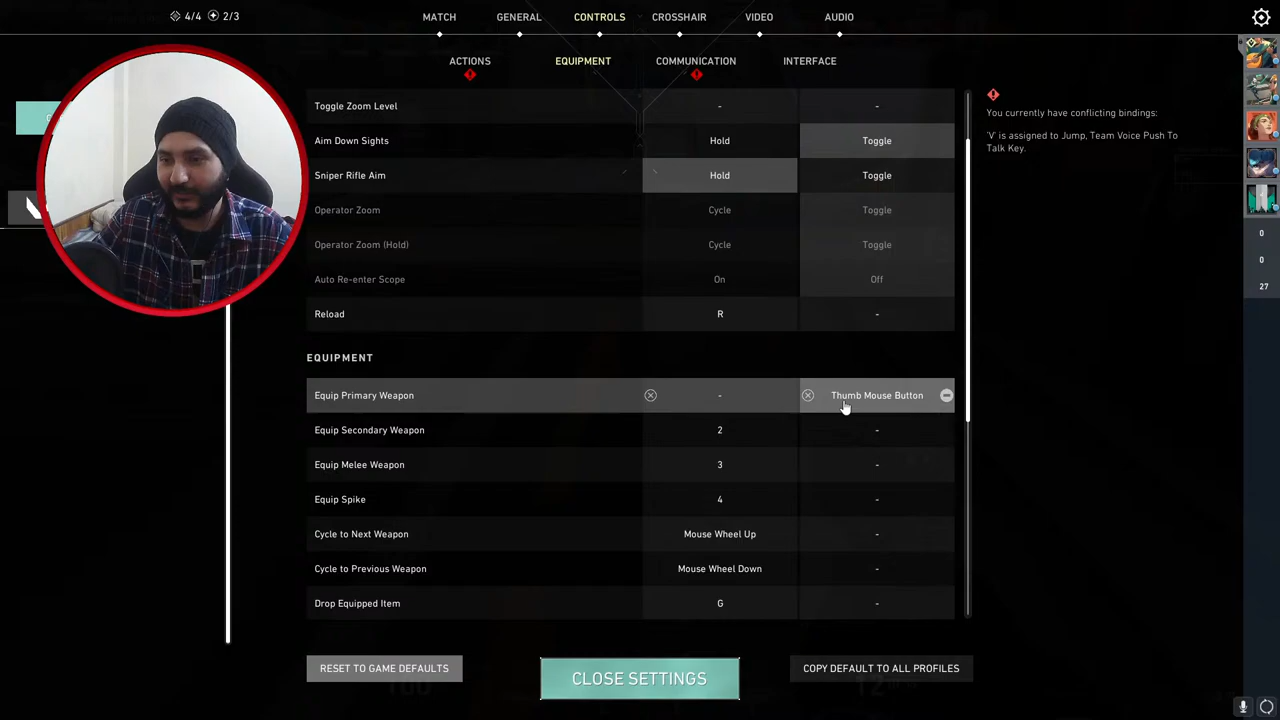 4/4 2/3
MATCH GENERAL CONTROLS CROSSHAIR VIDEO AUDIO
ACTIONS EQUIPMENT COMMUNICATION INTERFACE
Toggle Zoom Level - -
Aim Down Sights Hold Toggle
Sniper Rifle Aim Hold Toggle
Operator Zoom Cycle Toggle
Operator Zoom (Hold) Cycle Toggle
Auto Re-enter Scope On Off
Reload R -
EQUIPMENT
Equip Primary Weapon - Thumb Mouse Button
Equip Secondary Weapon 2 -
Equip Melee Weapon 3 -
Equip Spike 4 -
Cycle to Next Weapon Mouse Wheel Up -
Cycle to Previous Weapon Mouse Wheel Down -
Drop Equipped Item G -
RESET TO GAME DEFAULTS
CLOSE SETTINGS
COPY DEFAULT TO ALL PROFILES
You currently have conflicting bindings:
'V' is assigned to Jump, Team Voice Push To
Talk Key.
0
0
27